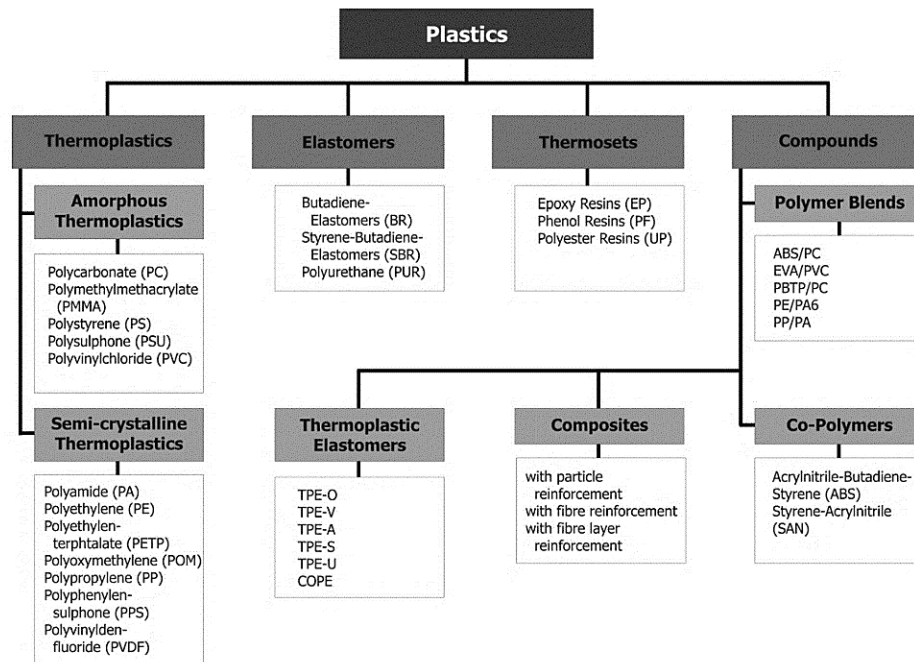 Plastics
Thermoplastics
Elastomers
Thermosets
Compounds
Amorphous
Thermoplastics
Polycarbonate (PC)
Polymethylmethacrylate
(PMMA)
Polystyrene (PS)
Polysulphone (PSU)
Polyvinylchloride (PVC)
Semi-crystalline
Thermoplastics
Polyamide (PA)
Polyethylene (PE)
Polyethylen-
terphtalate (PETP)
Polyoxymethylene (POM)
Polypropylene (PP)
Polyphenylen-
sulphone (PPS)
Polyvinylden-
fluoride (PVDF)
Butadiene-
Elastomers (BR)
Styrene-Butadiene-
Elastomers (SBR)
Polyurethane (PUR)
Epoxy Resins (EP)
Phenol Resins (PF)
Polyester Resins (UP)
Polymer Blends
ABS/PC
EVA/PVC
PBTP/PC
PE/PA6
PP/PA
Thermoplastic
Elastomers
TPE-O
TPE-V
TPE-A
TPE-S
TPE-U
COPE
Composites
with particle
reinforcement
with fibre reinforcement
with fibre layer
reinforcement
Co-Polymers
Acrylnitrile-Butadiene-
Styrene (ABS)
Styrene-Acrylnitrile
(SAN)